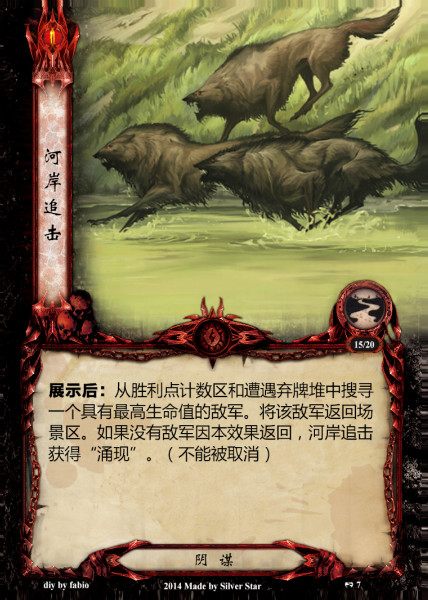 河岸追击
15/20
展示后：从胜利点计数区和遭遇弃牌堆中搜寻
一个具有最高生命值的敌军。将该敌军返回场
景区。如果没有敌军因本效果返回，河岸追击
获得“涌现”。（不能被取消）
阴谋
diy by fabio
2014 Made by Silver Star
7